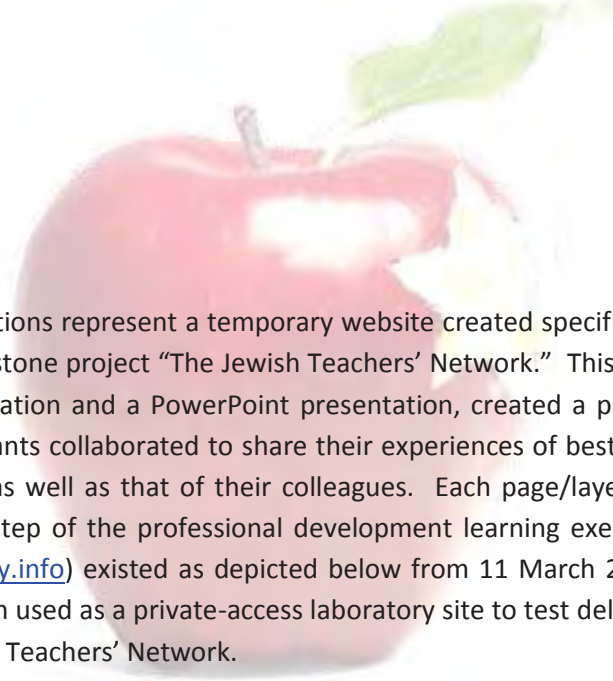 tions represent a temporary website created specifi
stone project “The Jewish Teachers’ Network.” This
ation and a PowerPoint presentation, created a p
ants collaborated to share their experiences of best
as well as that of their colleagues. Each page/laye
step of the professional development learning exe
y.info) existed as depicted below from 11 March 2
n used as a private-access laboratory site to test del
Teachers’ Network.